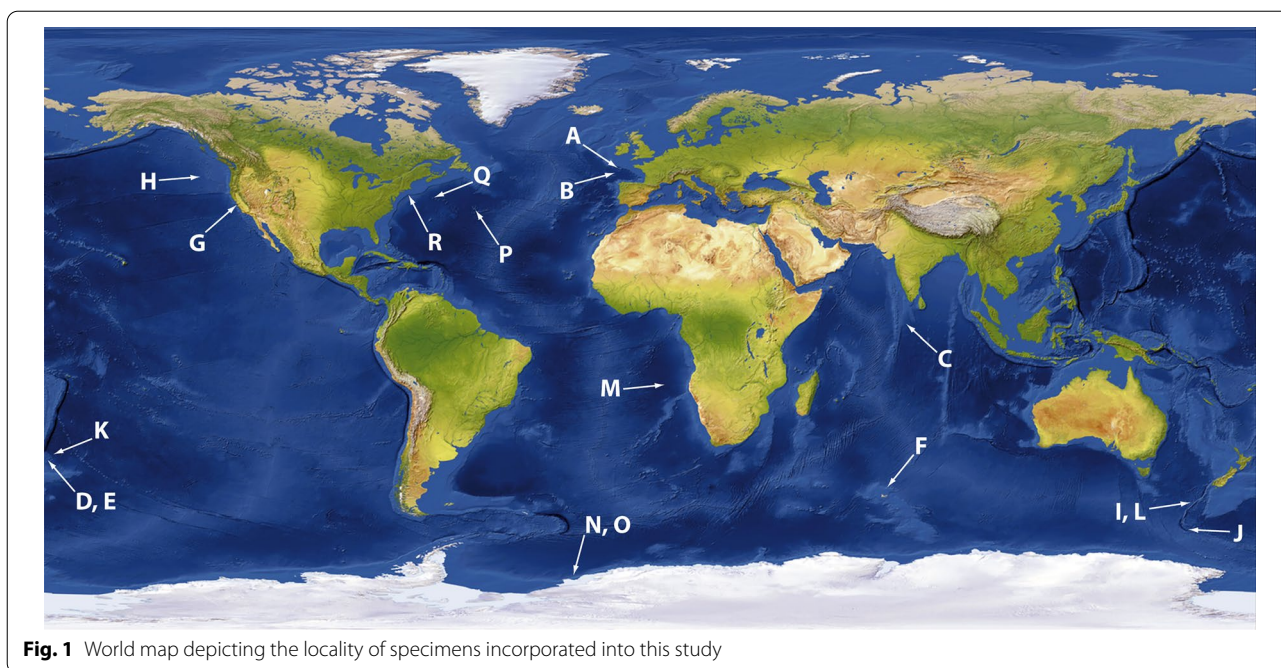 A
B
H
Q
G
R
P
C
M
K
F
D, E
I, L
J
N, O
Fig. 1 World map depicting the locality of specimens incorporated into this study